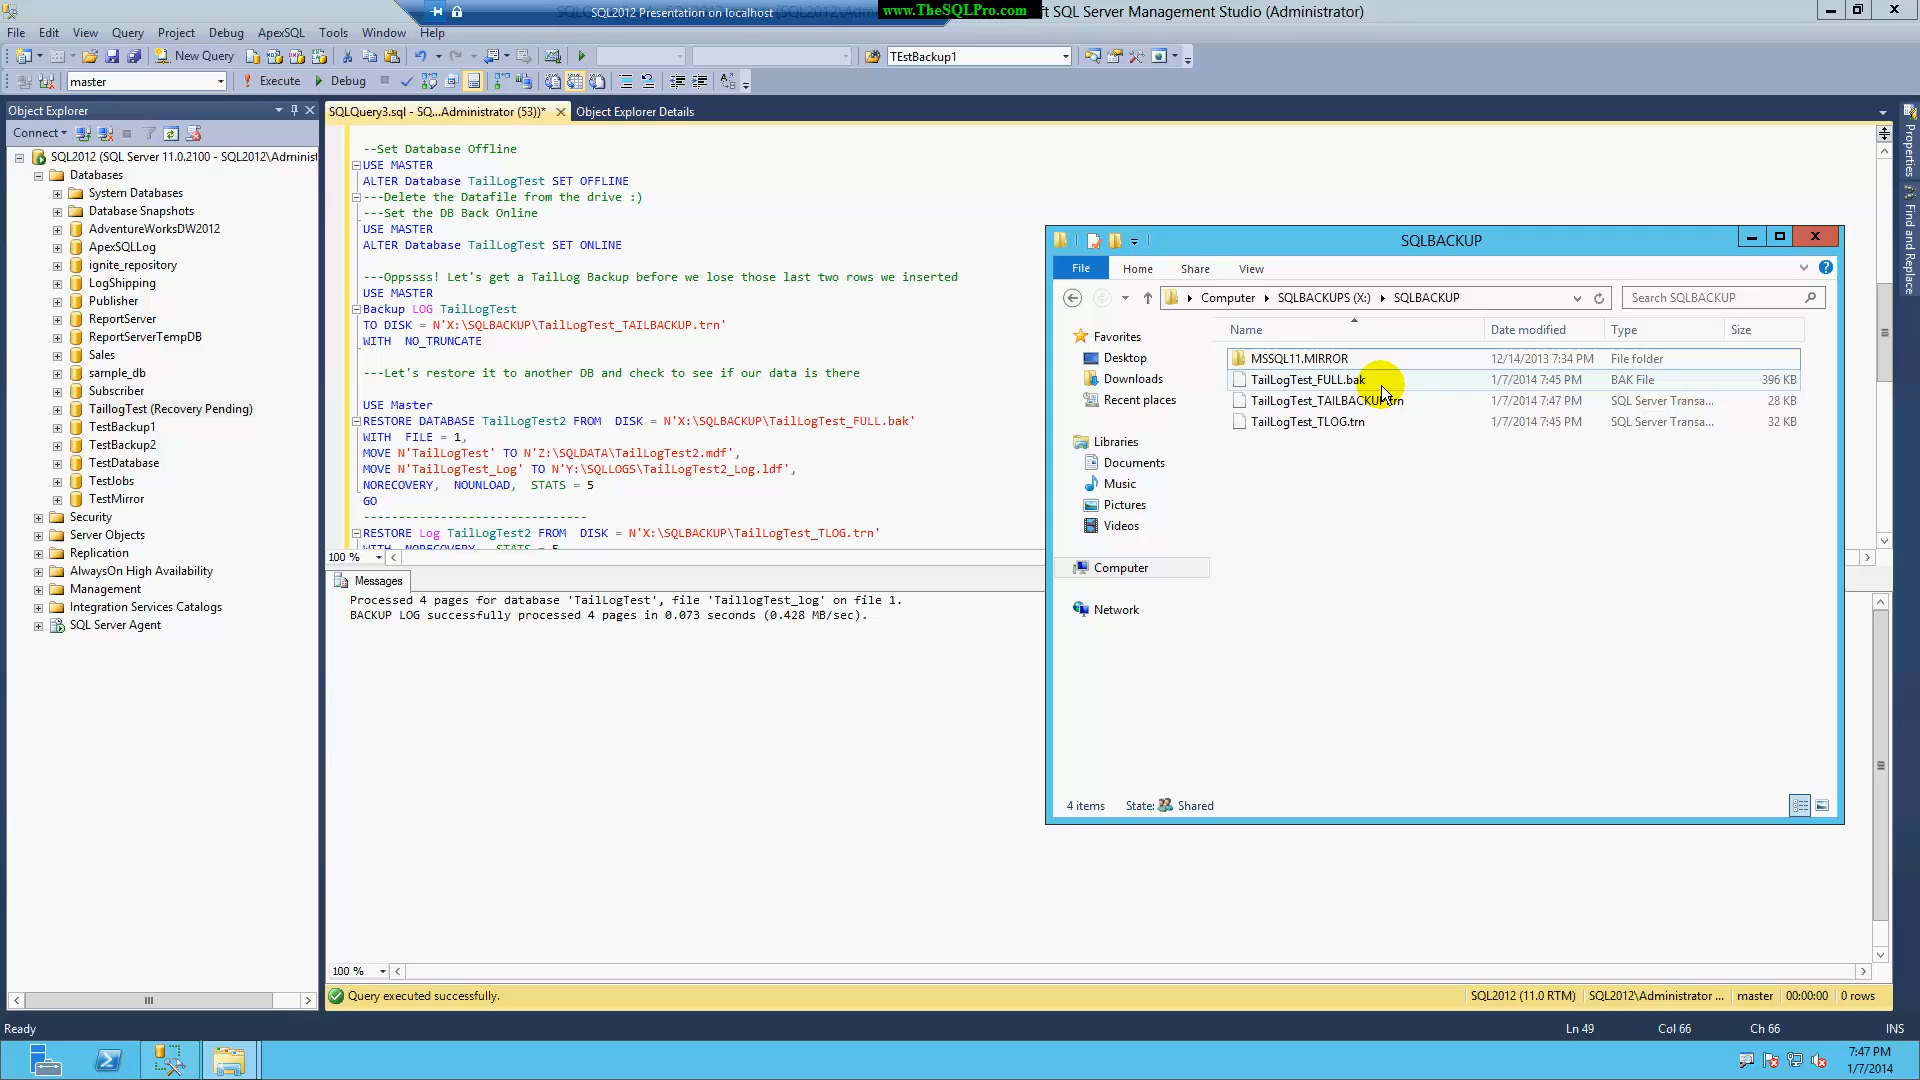 SQL2012 Presentation on localhost
www.TheSQLPro.com
ft SQL Server Management Studio (Administrator)
File Edit View Query Project Debug ApexSQL Tools Window Help
New Query
TEstBackup1
master
Execute Debug
Object Explorer
SQLQuery3.sql - SQ...Administrator (53))*
Object Explorer Details
Connect
SQL2012 (SQL Server 11.0.2100 - SQL2012\Administ
Databases
System Databases
Database Snapshots
AdventureWorksDW2012
ApexSQLLog
ignite_repository
LogShipping
Publisher
ReportServer
ReportServerTempDB
Sales
sample_db
Subscriber
TaillogTest (Recovery Pending)
TestBackup1
TestBackup2
TestDatabase
TestJobs
TestMirror
Security
Server Objects
Replication
AlwaysOn High Availability
Management
Integration Services Catalogs
SQL Server Agent
--Set Database Offline
USE MASTER
ALTER Database TailLogTest SET OFFLINE
---Delete the Datafile from the drive :)
---Set the DB Back Online
USE MASTER
ALTER Database TailLogTest SET ONLINE
---Oppssss! Let's get a TailLog Backup before we lose those last two rows we inserted
USE MASTER
Backup LOG TailLogTest
TO DISK = N'X:\SQLBACKUP\TailLogTest_TAILBACKUP.trn'
WITH NO_TRUNCATE
---Let's restore it to another DB and check to see if our data is there
USE Master
RESTORE DATABASE TailLogTest2 FROM DISK = N'X:\SQLBACKUP\TailLogTest_FULL.bak'
WITH FILE = 1,
MOVE N'TailLogTest' TO N'Z:\SQLDATA\TailLogTest2.mdf',
MOVE N'TailLogTest_Log' TO N'Y:\SQLLOGS\TailLogTest2_Log.ldf',
NORECOVERY, NOUNLOAD, STATS = 5
GO
------------------------------
RESTORE Log TailLogTest2 FROM DISK = N'X:\SQLBACKUP\TailLogTest_TLOG.trn'
WITH NORECOVERY, STATS = 5
100 %
Messages
Processed 4 pages for database 'TailLogTest', file 'TaillogTest_log' on file 1.
BACKUP LOG successfully processed 4 pages in 0.073 seconds (0.428 MB/sec).
100 %
Query executed successfully.
SQL2012 (11.0 RTM) SQL2012\Administrator ... master 00:00:00 0 rows
SQLBACKUP
File Home Share View
Computer SQLBACKUPS (X:) SQLBACKUP
Search SQLBACKUP
Favorites
Desktop
Downloads
Recent places
Libraries
Documents
Music
Pictures
Videos
Computer
Network
Name Date modified Type Size
MSSQL11.MIRROR 12/14/2013 7:34 PM File folder
TailLogTest_FULL.bak 1/7/2014 7:45 PM BAK File 396 KB
TailLogTest_TAILBACKUP.trn 1/7/2014 7:47 PM SQL Server Transa... 28 KB
TailLogTest_TLOG.trn 1/7/2014 7:45 PM SQL Server Transa... 32 KB
4 items State: Shared
Properties
Find and Replace
Ready
Ln 49 Col 66 Ch 66 INS
7:47 PM
1/7/2014